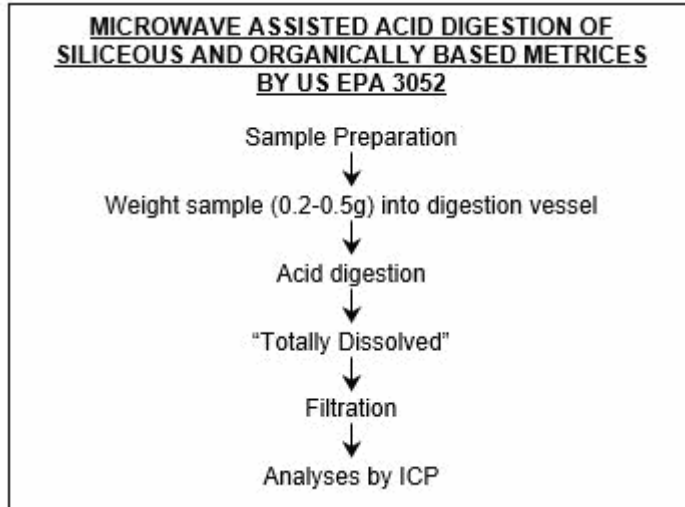 MICROWAVE ASSISTED ACID DIGESTION OF
SILICEOUS AND ORGANICALLY BASED METRICES
BY US EPA 3052
Sample Preparation
Weight sample (0.2-0.5g) into digestion vessel
Acid digestion
“Totally Dissolved”
Filtration
Analyses by ICP